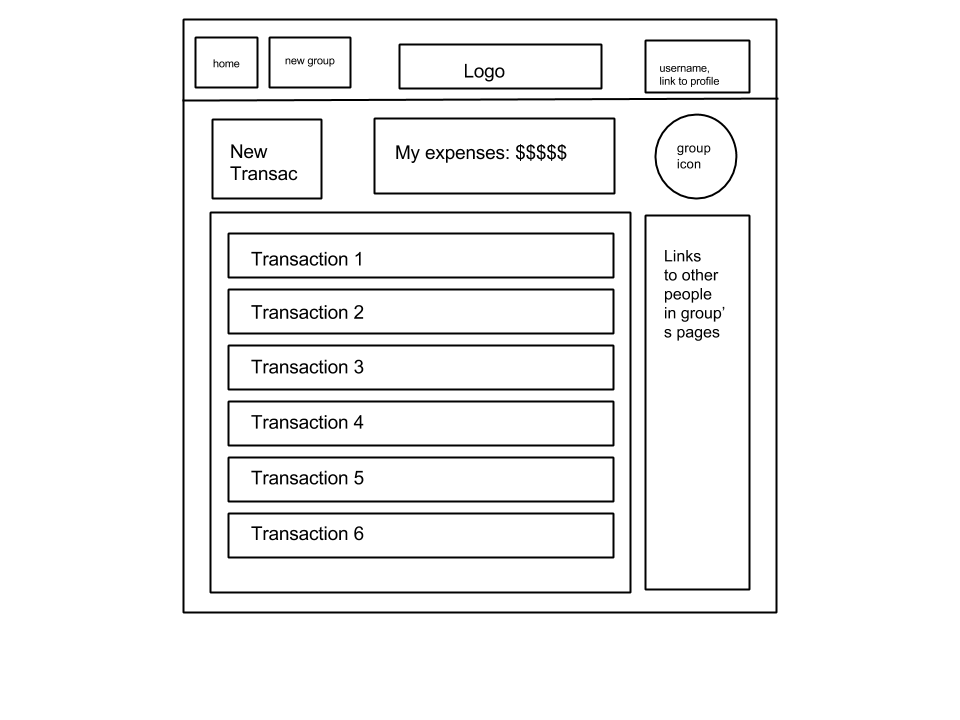 home
new group
Logo
username,
link to profile
New
Transac
My expenses: $$$$$
group
icon
Transaction 1
Transaction 2
Transaction 3
Transaction 4
Transaction 5
Transaction 6
Links
to other
people
in group'
s pages